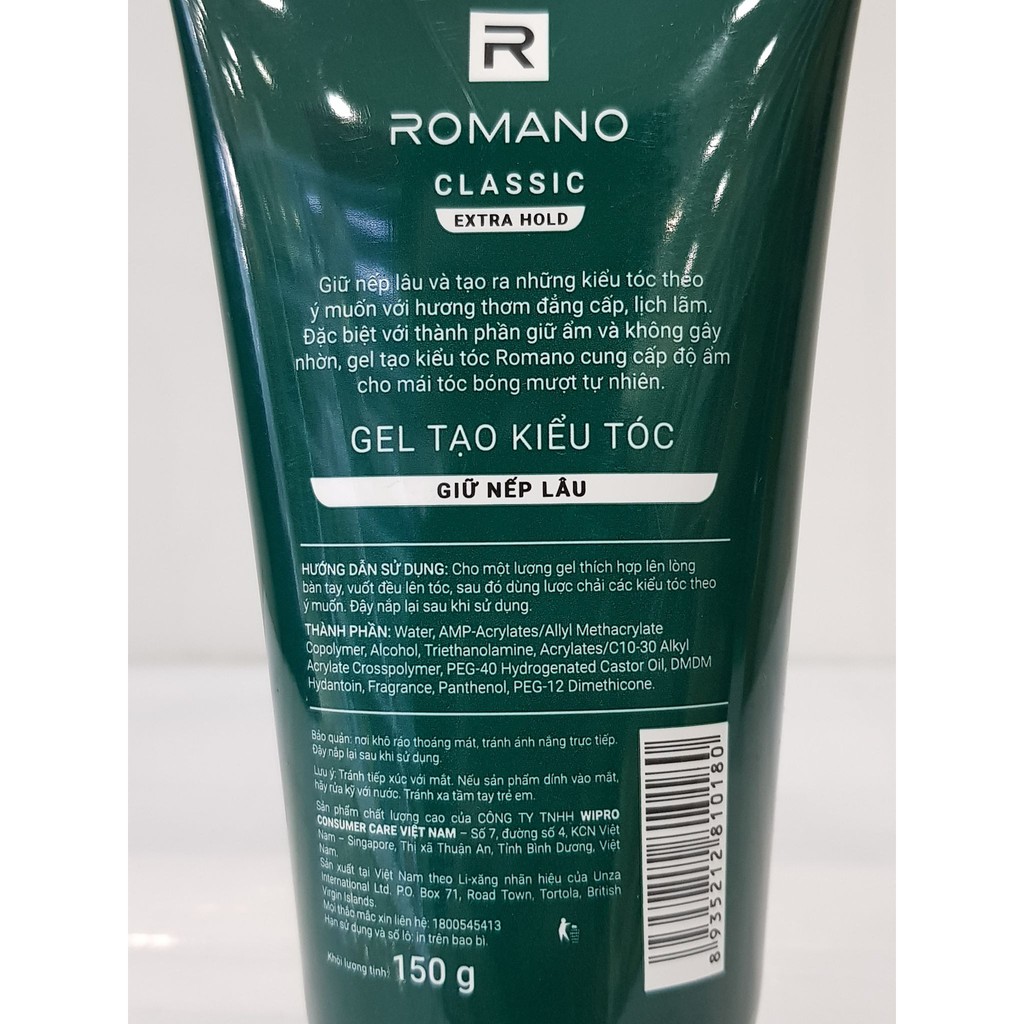 R
ROMANO
CLASSIC
EXTRA HOLD
Giữ nếp lâu và tạo ra những kiểu tóc theo
ý muốn với hương thơm đẳng cấp, lịch lãm.
Đặc biệt với thành phần giữ ẩm và không gây
nhờn, gel tạo kiểu tóc Romano cung cấp độ ẩm
cho mái tóc bóng mượt tự nhiên.
GEL TẠO KIỂU TÓC
GIỮ NẾP LÂU
HƯỚNG DẪN SỬ DỤNG: Cho một lượng gel thích hợp lên lòng
bàn tay, vuốt đều lên tóc, sau đó dùng lược chải các kiểu tóc theo
ý muốn. Đậy nắp lại sau khi sử dụng.
THÀNH PHẦN: Water, AMP-Acrylates/Allyl Methacrylate
Copolymer, Alcohol, Triethanolamine, Acrylates/C10-30 Alkyl
Acrylate Crosspolymer, PEG-40 Hydrogenated Castor Oil, DMDM
Hydantoin, Fragrance, Panthenol, PEG-12 Dimethicone.
Bảo quản: nơi khô ráo thoáng mát, tránh ánh nắng trực tiếp.
Đậy nắp lại sau khi sử dụng.
Lưu ý: Tránh tiếp xúc với mắt. Nếu sản phẩm dính vào mắt,
hãy rửa kỹ với nước. Tránh xa tầm tay trẻ em.
Sản phẩm chất lượng cao của CÔNG TY TNHH WIPRO
CONSUMER CARE VIỆT NAM – Số 7, đường số 4, KCN Việt
Nam – Singapore, Thị xã Thuận An, Tỉnh Bình Dương, Việt
Nam.
Sản xuất tại Việt Nam theo Li-xăng nhãn hiệu của Unza
International Ltd. P.O. Box 71, Road Town, Tortola, British
Virgin Islands.
Mọi thắc mắc xin liên hệ: 1800545413
Hạn sử dụng và số lô: in trên bao bì.
Khối lượng tịnh: 150 g
8935212810180